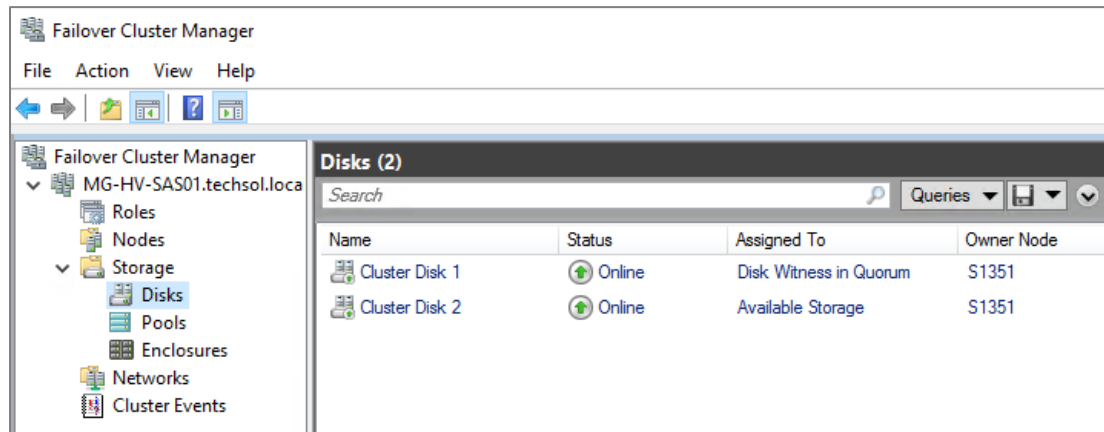 Failover Cluster Manager
File Action View Help
Failover Cluster Manager
MG-HV-SAS01.techsol.loca
Roles
Nodes
Storage
Disks
Pools
Enclosures
Networks
Cluster Events
Disks (2)
Search Queries
Name Status Assigned To Owner Node
Cluster Disk 1 Online Disk Witness in Quorum S1351
Cluster Disk 2 Online Available Storage S1351